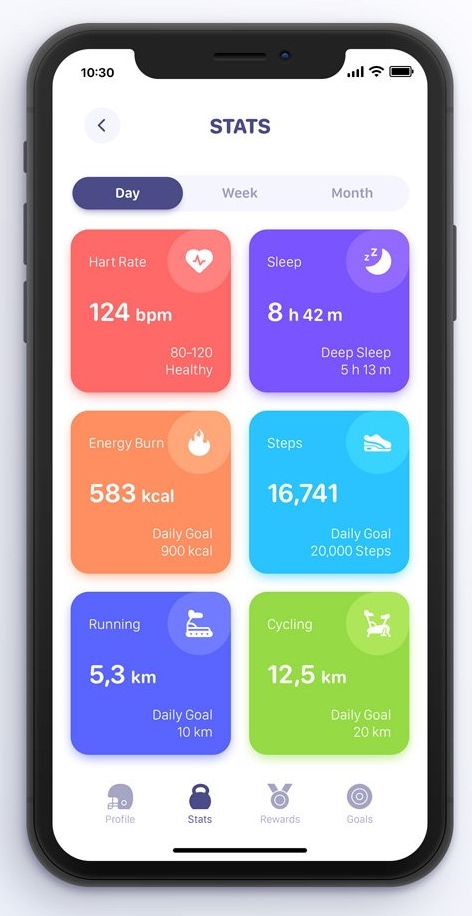 10:30
STATS
Day
Week
Month
Hart Rate
124 bpm
80-120
Healthy
Sleep
z z
8 h 42 m
Deep Sleep
5 h 13 m
Energy Burn
583 kcal
Daily Goal
900 kcal
Steps
16,741
Daily Goal
20,000 Steps
Running
5,3 km
Daily Goal
10 km
Cycling
12,5 km
Daily Goal
20 km
Profile
Stats
Rewards
Goals